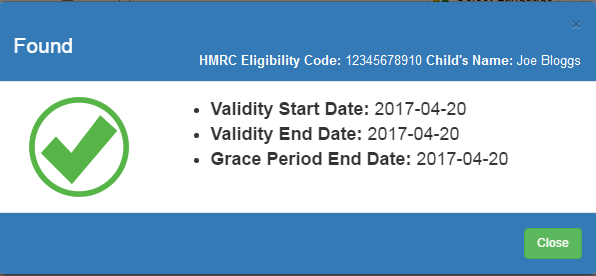 ×
Found
HMRC Eligibility Code: 12345678910 Child's Name: Joe Bloggs
Validity Start Date: 2017-04-20
Validity End Date: 2017-04-20
Grace Period End Date: 2017-04-20
Close